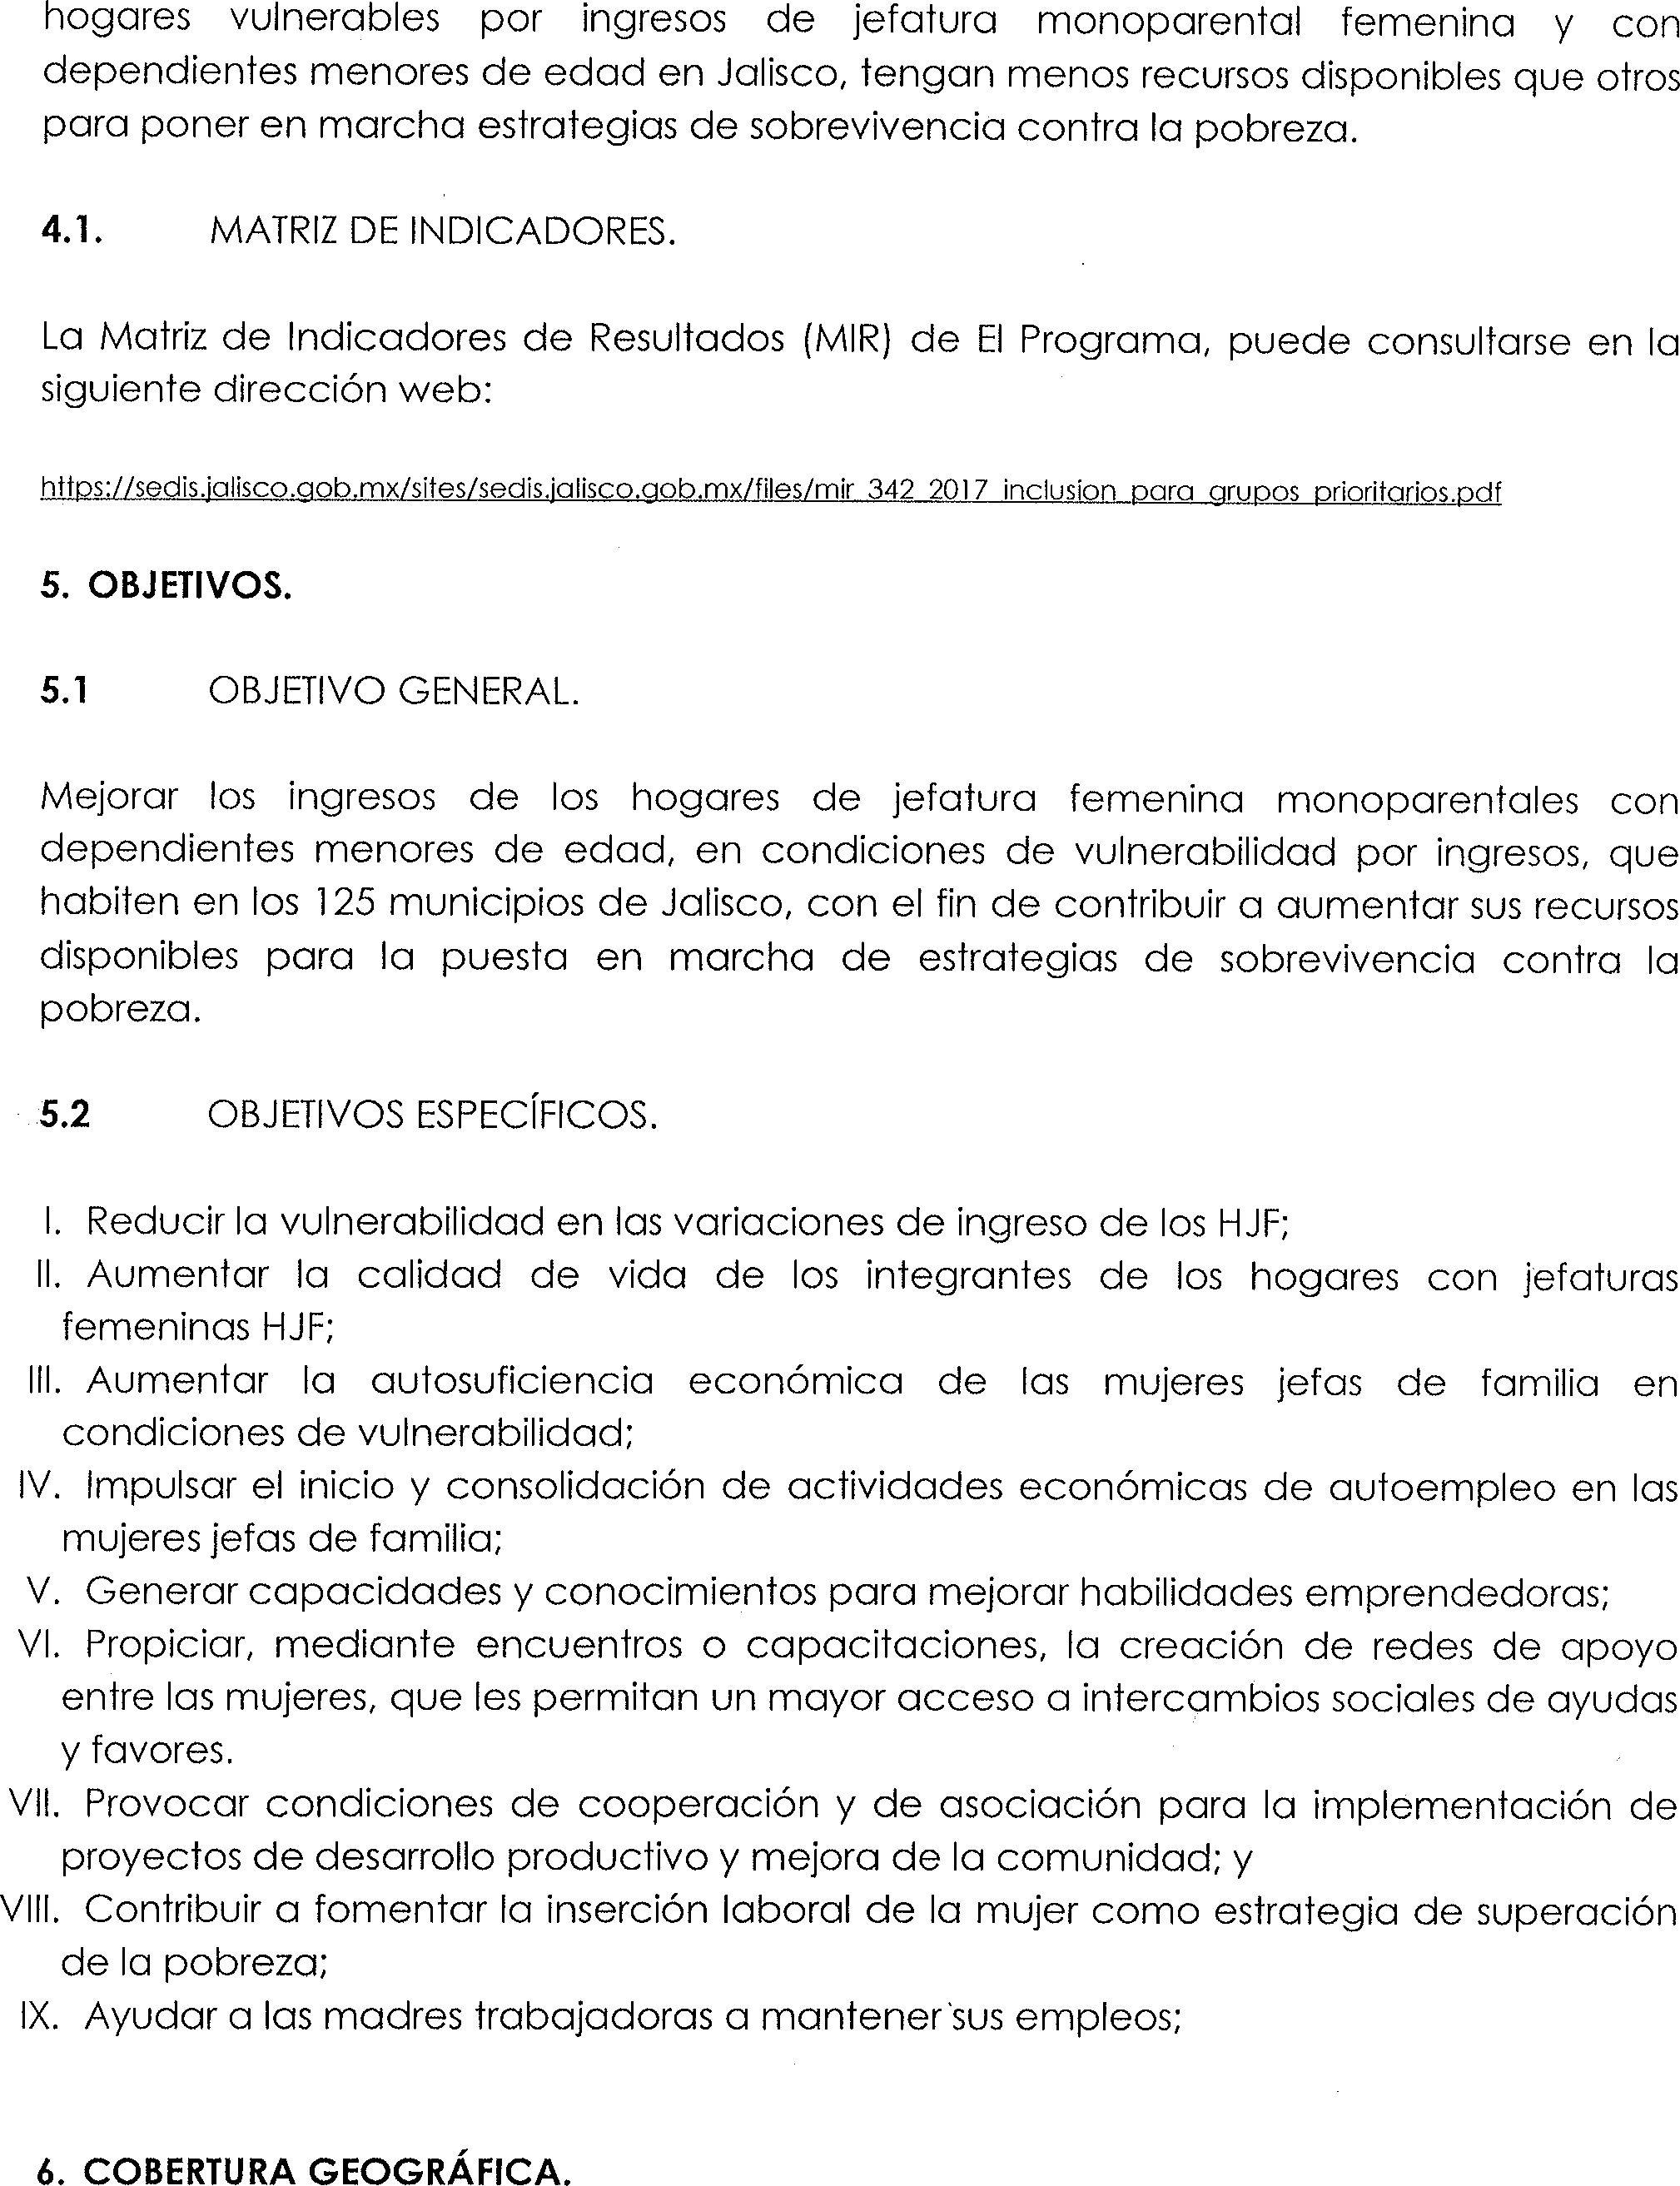 hogares vulnerables por ingresos de jefatura monoparental femenina y con
dependientes menores de edad en Jalisco, tengan menos recursos disponibles que otros
para poner en marcha estrategias de sobrevivencia contra la pobreza.
4.1. MATRIZ DE INDICADORES.
La Matriz de Indicadores de Resultados (MIR) de El Programa, puede consultarse en la
siguiente dirección web:
https://sedis.jalisco.gob.mx/sites/sedis.jalisco.gob.mx/files/mir_342_2017_inclusion_para_grupos_prioritarios.pdf
5. OBJETIVOS.
5.1 OBJETIVO GENERAL.
Mejorar los ingresos de los hogares de jefatura femenina monoparentales con
dependientes menores de edad, en condiciones de vulnerabilidad por ingresos, que
habiten en los 125 municipios de Jalisco, con el fin de contribuir a aumentar sus recursos
disponibles para la puesta en marcha de estrategias de sobrevivencia contra la
pobreza.
5.2 OBJETIVOS ESPECÍFICOS.
I. Reducir la vulnerabilidad en las variaciones de ingreso de los HJF;
II. Aumentar la calidad de vida de los integrantes de los hogares con jefaturas
femeninas HJF;
III. Aumentar la autosuficiencia económica de las mujeres jefas de familia en
condiciones de vulnerabilidad;
IV. Impulsar el inicio y consolidación de actividades económicas de autoempleo en las
mujeres jefas de familia;
V. Generar capacidades y conocimientos para mejorar habilidades emprendedoras;
VI. Propiciar, mediante encuentros o capacitaciones, la creación de redes de apoyo
entre las mujeres, que les permitan un mayor acceso a intercambios sociales de ayudas
y favores.
VII. Provocar condiciones de cooperación y de asociación para la implementación de
proyectos de desarrollo productivo y mejora de la comunidad; y
VIII. Contribuir a fomentar la inserción laboral de la mujer como estrategia de superación
de la pobreza;
IX. Ayudar a las madres trabajadoras a mantener sus empleos;
6. COBERTURA GEOGRÁFICA.